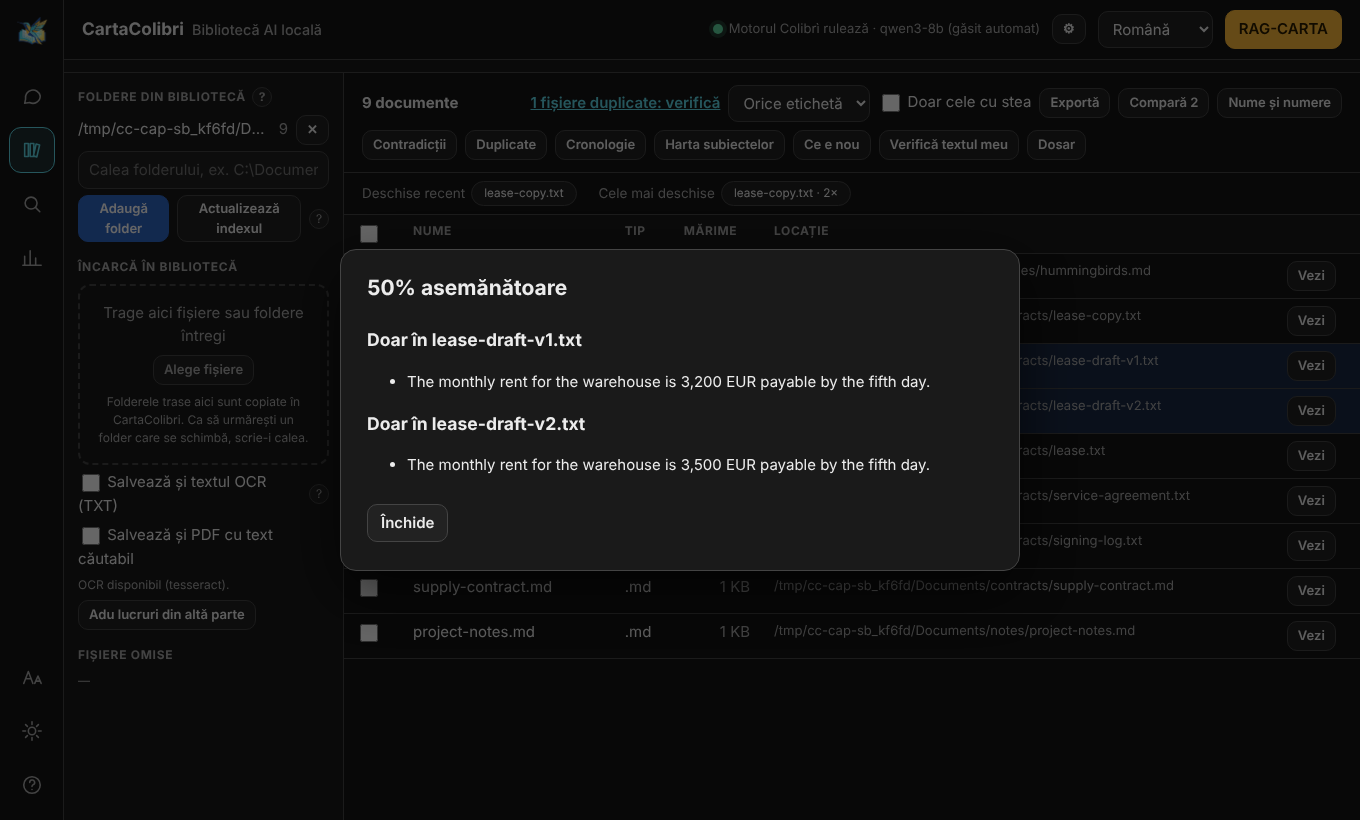 CartaColibri Bibliotecă AI locală
Motorul Colibrì rulează · qwen3-8b (găsit automat)
⚙
Română
RAG-CARTA
FOLDERE DIN BIBLIOTECĂ ?
/tmp/cc-cap-sb_kf6fd/D... 9 ✕
Calea folderului, ex. C:\Documer
Adaugă
folder
Actualizează
indexul
?
ÎNCARCĂ ÎN BIBLIOTECĂ
Trage aici fișiere sau foldere
întregi
Alege fișiere
Folderele trase aici sunt copiate în
CartaColibri. Ca să urmărești un
folder care se schimbă, scrie-i calea.
Salvează și textul OCR
(TXT)
?
Salvează și PDF cu text
căutabil
OCR disponibil (tesseract).
Adu lucruri din altă parte
FIȘIERE OMISE
—
AA
9 documente
1 fișiere duplicate: verifică
Orice etichetă
Doar cele cu stea
Exportă
Compară 2
Nume și numere
Contradicții
Duplicate
Cronologie
Harta subiectelor
Ce e nou
Verifică textul meu
Dosar
Deschise recent lease-copy.txt Cele mai deschise lease-copy.txt · 2×
NUME TIP MĂRIME LOCAȚIE
es/hummingbirds.md Vezi
racts/lease-copy.txt Vezi
racts/lease-draft-v1.txt Vezi
racts/lease-draft-v2.txt Vezi
racts/lease.txt Vezi
racts/service-agreement.txt Vezi
racts/signing-log.txt Vezi
supply-contract.md .md 1 KB /tmp/cc-cap-sb_kf6fd/Documents/contracts/supply-contract.md Vezi
project-notes.md .md 1 KB /tmp/cc-cap-sb_kf6fd/Documents/notes/project-notes.md Vezi
50% asemănătoare
Doar în lease-draft-v1.txt
• The monthly rent for the warehouse is 3,200 EUR payable by the fifth day.
Doar în lease-draft-v2.txt
• The monthly rent for the warehouse is 3,500 EUR payable by the fifth day.
Închide